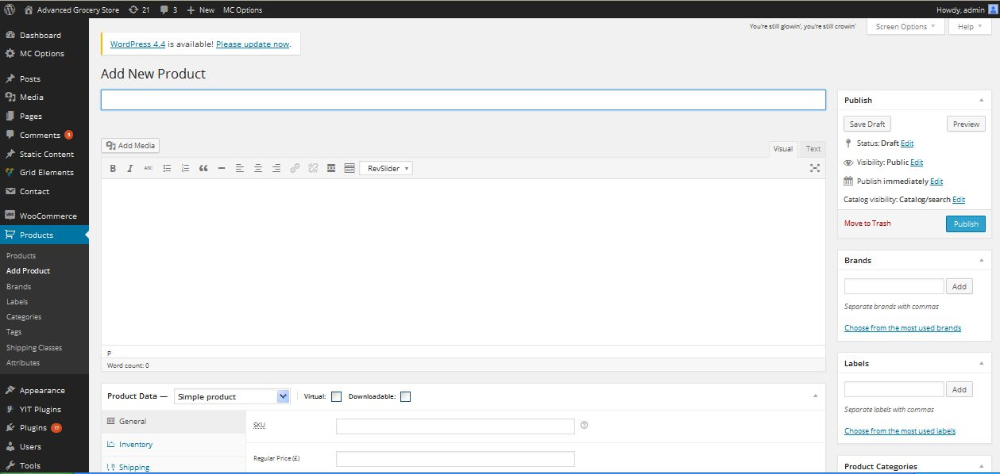 Advanced Grocery Store 21 3 New MC Options Howdy, admin
You're still glowin', you're still crowin' Screen Options Help
Dashboard
MC Options
Posts
Media
Pages
Comments 3
Static Content
Grid Elements
Contact
WooCommerce
Products
Products
Add Product
Brands
Labels
Categories
Tags
Shipping Classes
Attributes
Appearance
YIT Plugins
Plugins 17
Users
Tools
WordPress 4.4 is available! Please update now.
Add New Product
Add Media
Visual Text
B I ABC RevSlider
P
Word count: 0
Product Data — Simple product Virtual: Downloadable:
General
Inventory
Shipping
SKU
Regular Price (£)
Publish
Save Draft Preview
Status: Draft Edit
Visibility: Public Edit
Publish immediately Edit
Catalog visibility: Catalog/search Edit
Move to Trash Publish
Brands
Add
Separate brands with commas
Choose from the most used brands
Labels
Add
Separate labels with commas
Choose from the most used labels
Product Categories